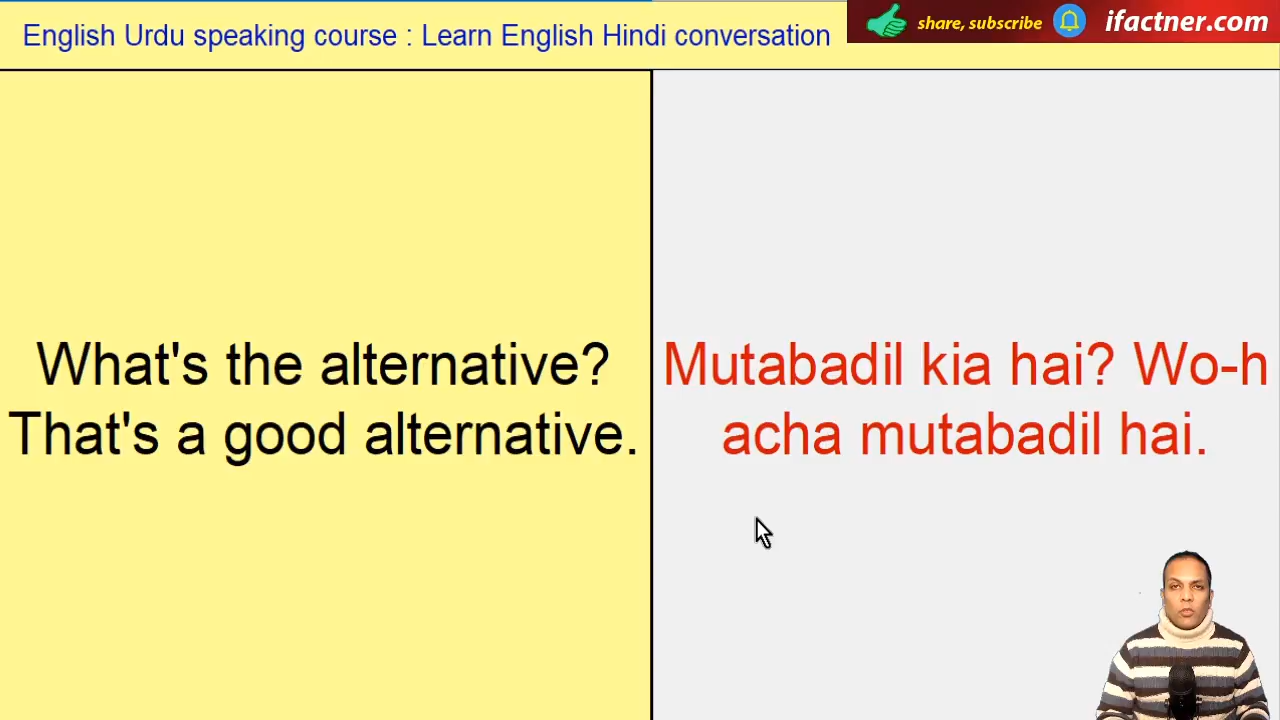 English Urdu speaking course : Learn English Hindi conversation
share, subscribe
ifactner.com
What's the alternative?
That's a good alternative.
Mutabadil kia hai? Wo-h
acha mutabadil hai.